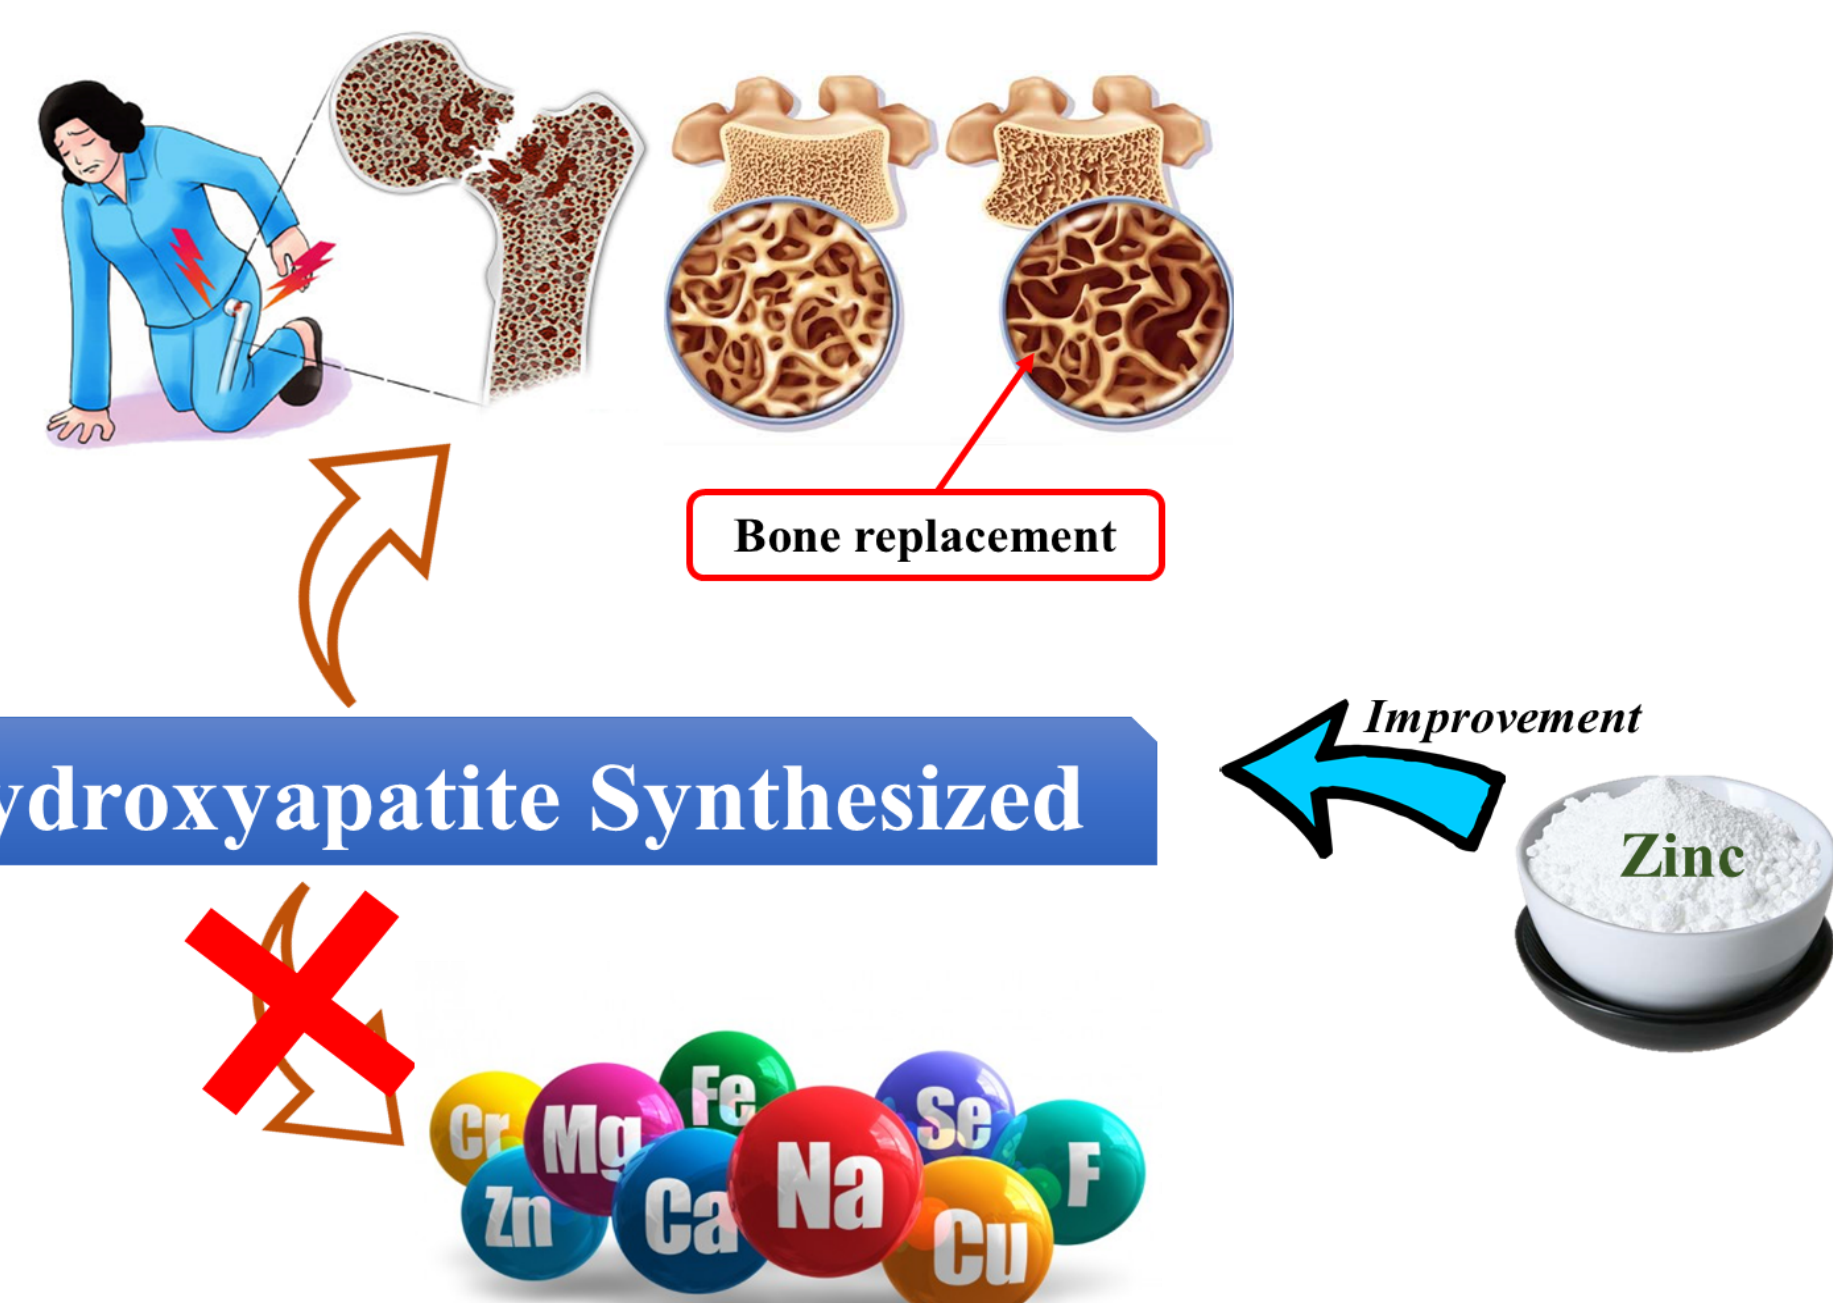 Bone replacement
Improvement
ydroxyapatite Synthesized
Zinc
Fe
Se
Cr
Mg
F
Na
Zn
Ca
Cu